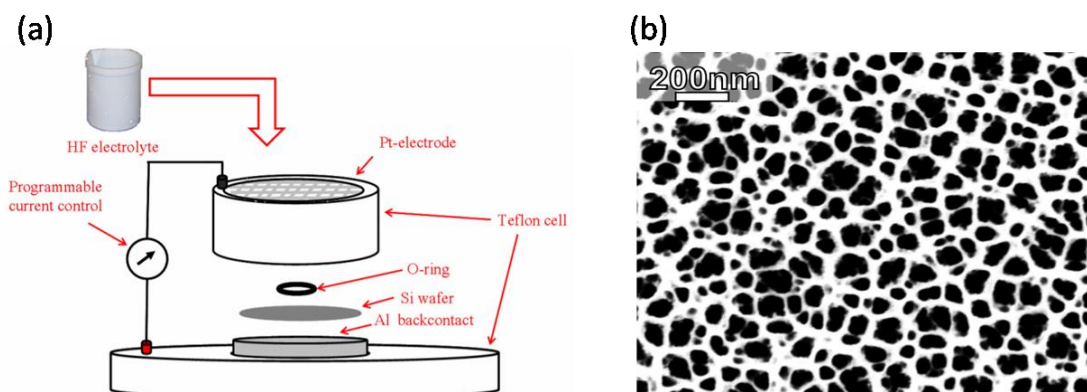 (a)
HF electrolyte
Pt-electrode
Programmable
current control
Teflon cell
O-ring
Si wafer
Al backcontact
(b)
200nm